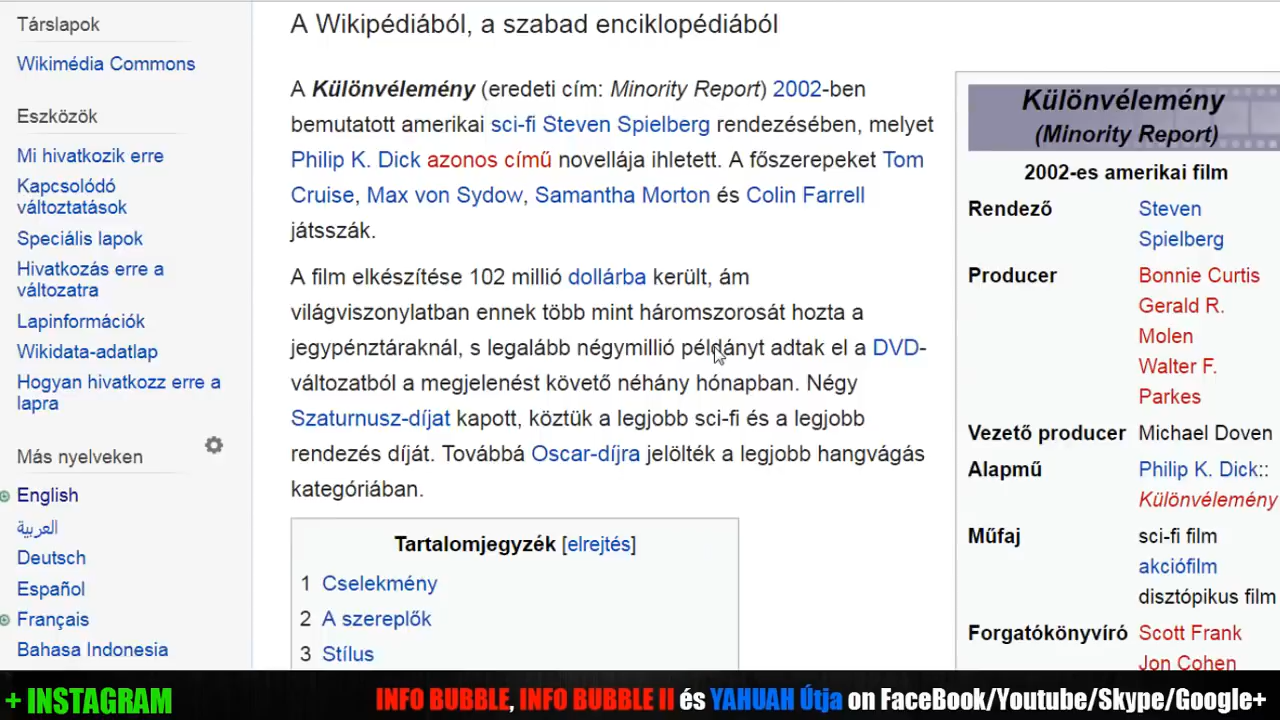 Társlapok
Wikimédia Commons
Eszközök
Mi hivatkozik erre
Kapcsolódó
változtatások
Speciális lapok
Hivatkozás erre a
változatra
Lapinformációk
Wikidata-adatlap
Hogyan hivatkozz erre a
lapra
Más nyelveken
English
العربية
Deutsch
Español
Français
Bahasa Indonesia
A Wikipédiából, a szabad enciklopédiából
A Különvélemény (eredeti cím: Minority Report) 2002-ben
bemutatott amerikai sci-fi Steven Spielberg rendezésében, melyet
Philip K. Dick azonos című novellája ihletett. A főszerepeket Tom
Cruise, Max von Sydow, Samantha Morton és Colin Farrell
játsszák.
A film elkészítése 102 millió dollárba került, ám
világviszonylatban ennek több mint háromszorosát hozta a
jegypénztáraknál, s legalább négymillió példányt adtak el a DVD-
változatból a megjelenést követő néhány hónapban. Négy
Szaturnusz-díjat kapott, köztük a legjobb sci-fi és a legjobb
rendezés díját. Továbbá Oscar-díjra jelölték a legjobb hangvágás
kategóriában.
Tartalomjegyzék [elrejtés]
1 Cselekmény
2 A szereplők
3 Stílus
Különvélemény
(Minority Report)
2002-es amerikai film
Rendező Steven
Spielberg
Producer Bonnie Curtis
Gerald R.
Molen
Walter F.
Parkes
Vezető producer Michael Doven
Alapmű Philip K. Dick::
Különvélemény
Műfaj sci-fi film
akciófilm
disztópikus film
Forgatókönyvíró Scott Frank
Jon Cohen
+ INSTAGRAM INFO BUBBLE, INFO BUBBLE II és YAHUAH Útja on FaceBook/Youtube/Skype/Google+